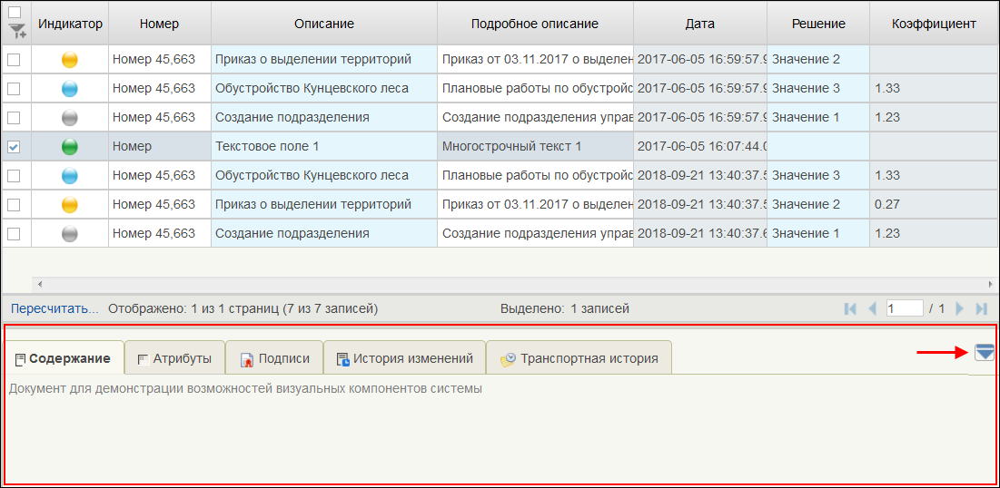 Индикатор Номер Описание Подробное описание Дата Решение Коэффициент
Номер 45,663 Приказ о выделении территорий Приказ от 03.11.2017 о выделен 2017-06-05 16:59:57.9 Значение 2
Номер 45,663 Обустройство Кунцевского леса Плановые работы по обустройс 2017-06-05 16:59:57.9 Значение 3 1.33
Номер 45,663 Создание подразделения Создание подразделения управ 2017-06-05 16:59:57.9 Значение 1 1.23
Номер Текстовое поле 1 Многострочный текст 1 2017-06-05 16:07:44.0
Номер 45,663 Обустройство Кунцевского леса Плановые работы по обустройс 2018-09-21 13:40:37.5 Значение 3 1.33
Номер 45,663 Приказ о выделении территорий Приказ от 03.11.2017 о выделен 2018-09-21 13:40:37.5 Значение 2 0.27
Номер 45,663 Создание подразделения Создание подразделения управ 2018-09-21 13:40:37.6 Значение 1 1.23
Пересчитать... Отображено: 1 из 1 страниц (7 из 7 записей) Выделено: 1 записей 1 / 1
Содержание Атрибуты Подписи История изменений Транспортная история
Документ для демонстрации возможностей визуальных компонентов системы